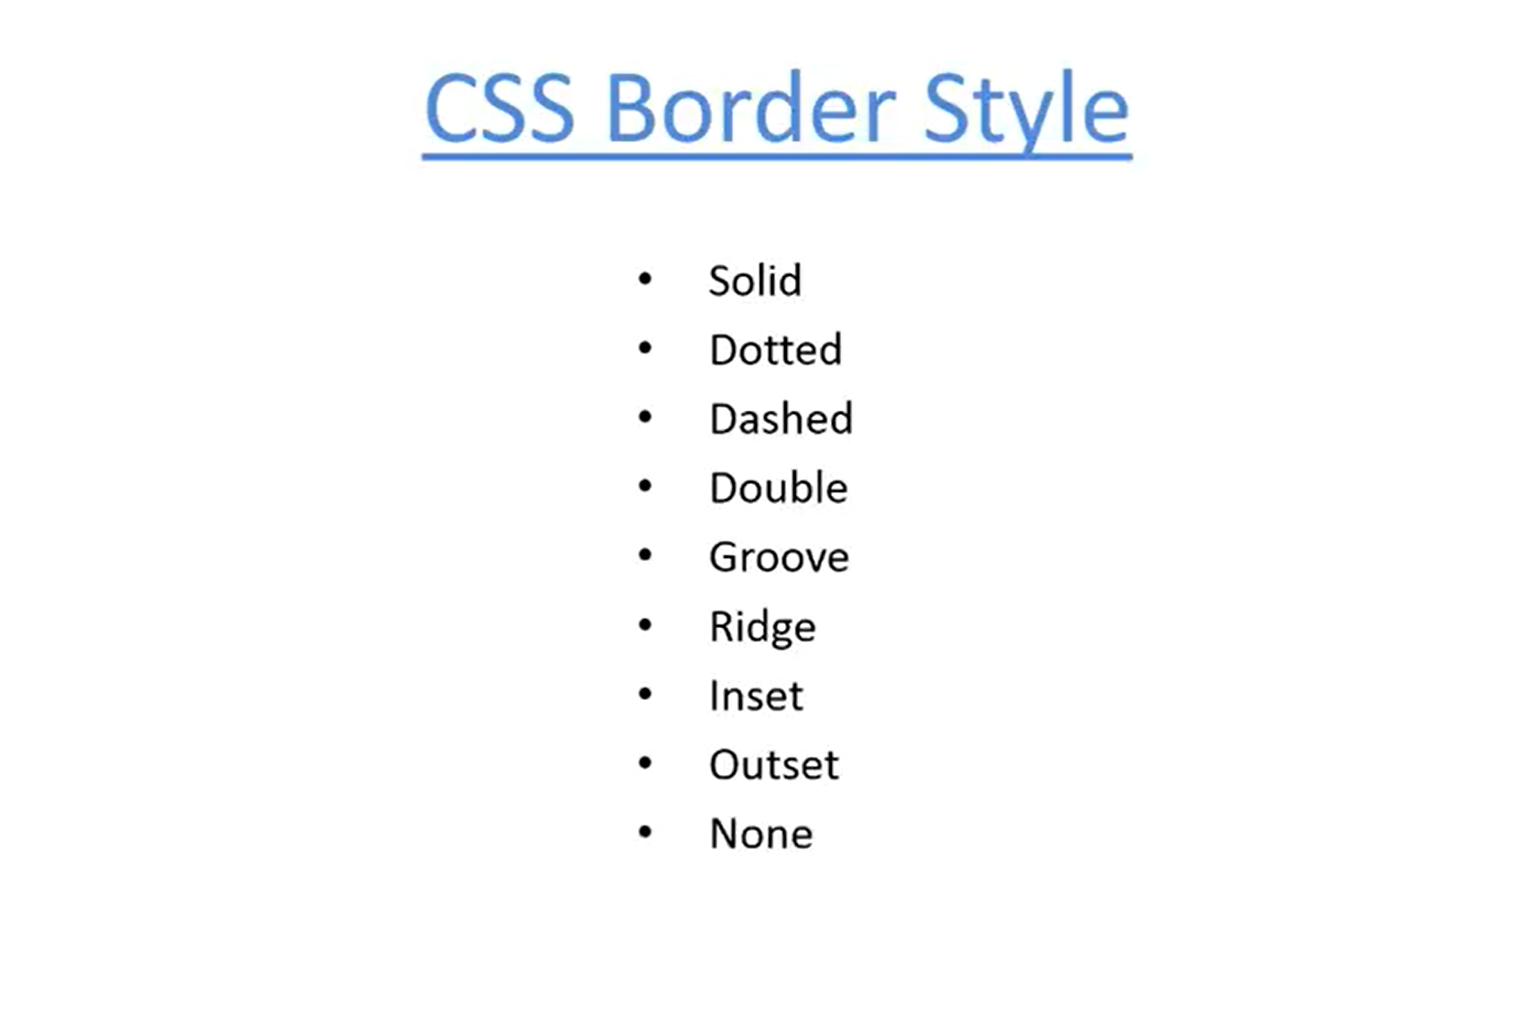 CSS Border Style
• Solid
• Dotted
• Dashed
• Double
• Groove
• Ridge
• Inset
• Outset
• None